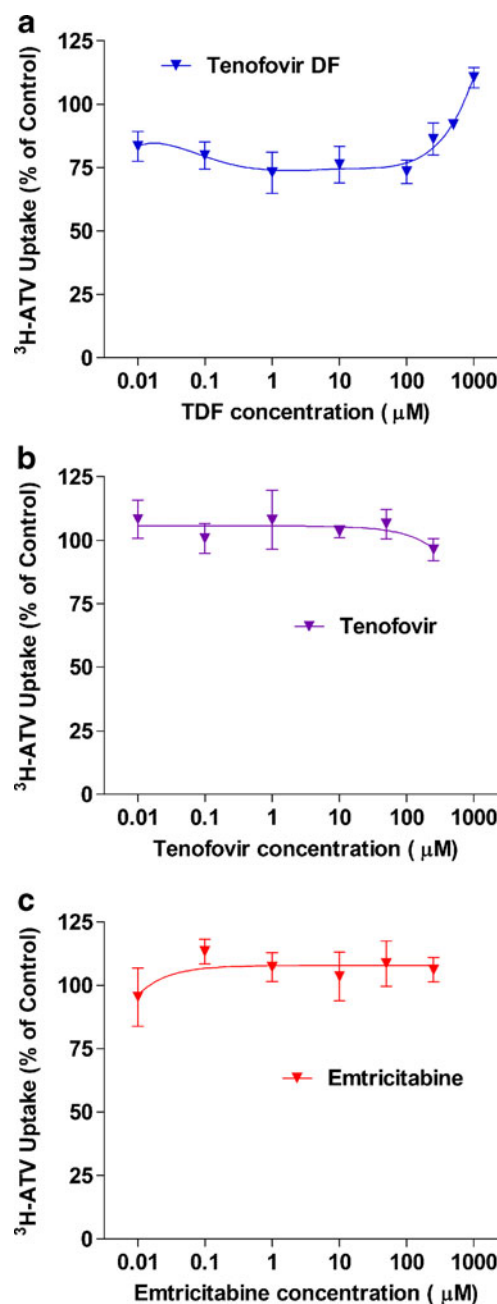 a
Tenofovir DF
³H-ATV Uptake (% of Control)
125
100
75
50
25
0
0.01 0.1 1 10 100 1000
TDF concentration ( μM)
b
Tenofovir
³H-ATV Uptake (% of Control)
125
100
75
50
25
0
0.01 0.1 1 10 100 1000
Tenofovir concentration ( μM)
c
Emtricitabine
³H-ATV Uptake (% of Control)
125
100
75
50
25
0
0.01 0.1 1 10 100 1000
Emtricitabine concentration ( μM)